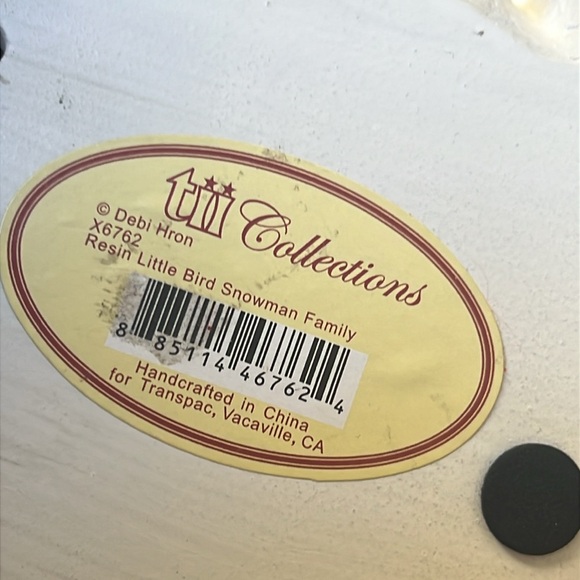 tii Collections
© Debi Hron
X6762
Resin Little Bird Snowman Family
8 85114 46762 4
Handcrafted in China
for Transpac, Vacaville, CA